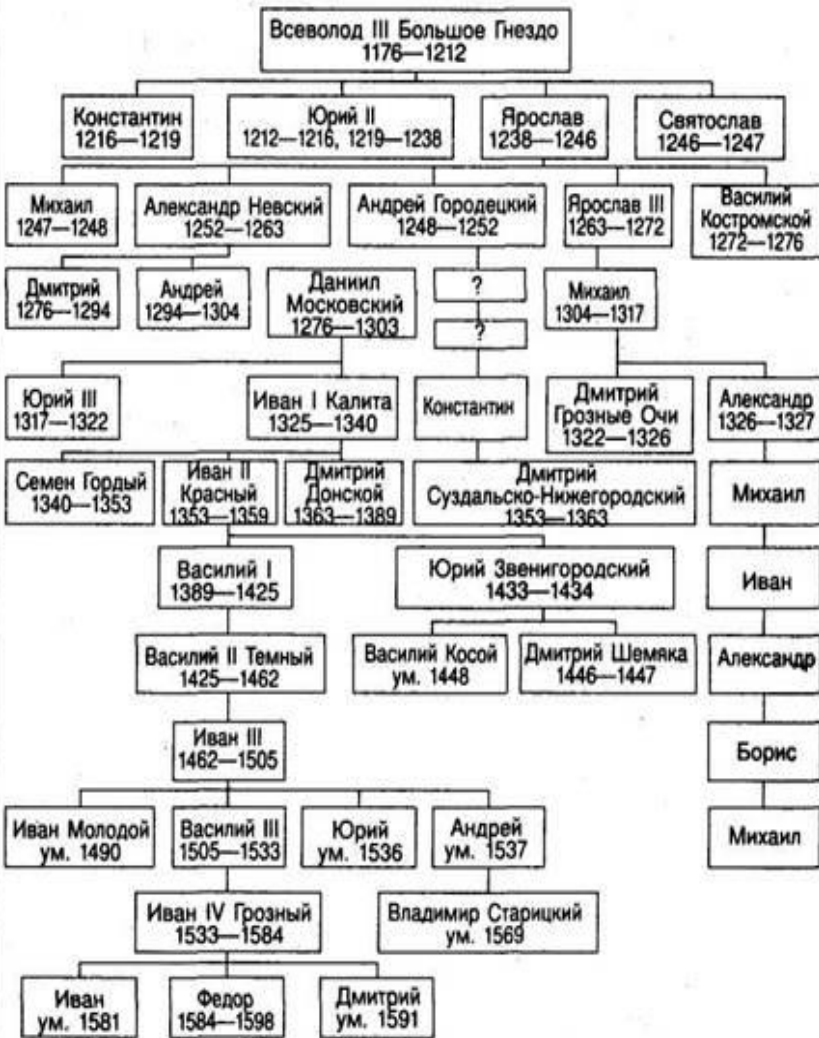 Всеволод III Большое Гнездо
1176—1212
Константин
1216—1219
Юрий II
1212—1216, 1219—1238
Ярослав
1238—1246
Святослав
1246—1247
Михаил
1247—1248
Александр Невский
1252—1263
Андрей Городецкий
1248—1252
Ярослав III
1263—1272
Василий
Костромской
1272—1276
Дмитрий
1276—1294
Андрей
1294—1304
Даниил
Московский
1276—1303
?
?
Михаил
1304—1317
Юрий III
1317—1322
Иван I Калита
1325—1340
Константин
Дмитрий
Грозные Очи
1322—1326
Александр
1326—1327
Семен Гордый
1340—1353
Иван II
Красный
1353—1359
Дмитрий
Донской
1363—1389
Дмитрий
Суздальско-Нижегородский
1353—1363
Михаил
Василий I
1389—1425
Юрий Звенигородский
1433—1434
Иван
Василий II Темный
1425—1462
Василий Косой
ум. 1448
Дмитрий Шемяка
1446—1447
Александр
Иван III
1462—1505
Борис
Иван Молодой
ум. 1490
Василий III
1505—1533
Юрий
ум. 1536
Андрей
ум. 1537
Михаил
Иван IV Грозный
1533—1584
Владимир Старицкий
ум. 1569
Иван
ум. 1581
Федор
1584—1598
Дмитрий
ум. 1591